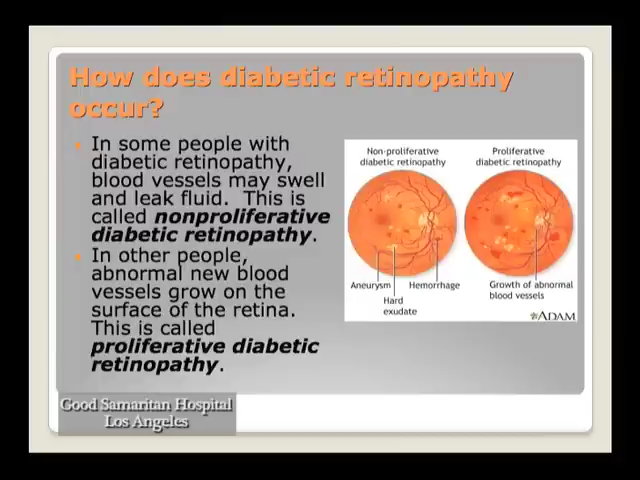 How does diabetic retinopathy
occur?
In some people with
diabetic retinopathy,
blood vessels may swell
and leak fluid. This is
called nonproliferative
diabetic retinopathy.
In other people,
abnormal new blood
vessels grow on the
surface of the retina.
This is called
proliferative diabetic
retinopathy.
Non-proliferative
diabetic retinopathy
Proliferative
diabetic retinopathy
Aneurysm
Hard
exudate
Hemorrhage
Growth of abnormal
blood vessels
ADAM
Good Samaritan Hospital
Los Angeles